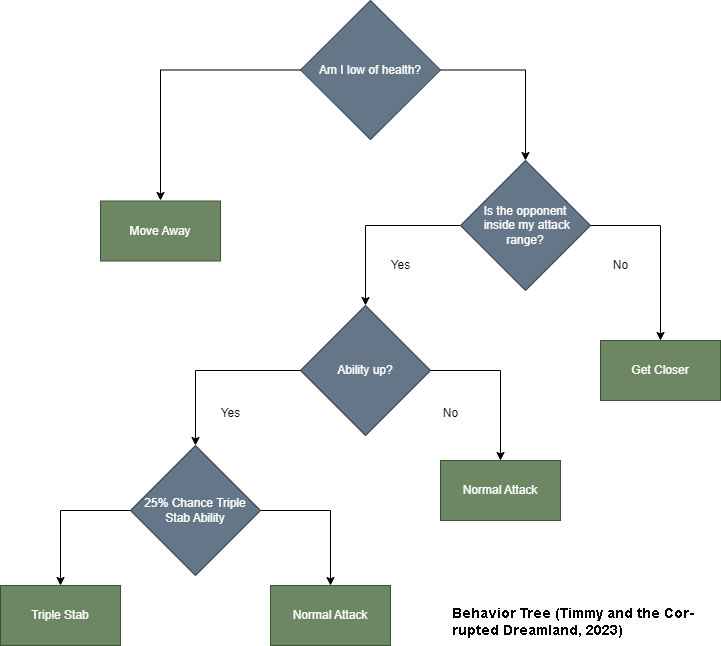 Am I low of health?
Is the opponent
inside my attack
range?
Move Away
Yes
No
Ability up?
Get Closer
Yes
No
Normal Attack
25% Chance Triple
Stab Ability
Triple Stab
Normal Attack
Behavior Tree (Timmy and the Cor-
rupted Dreamland, 2023)